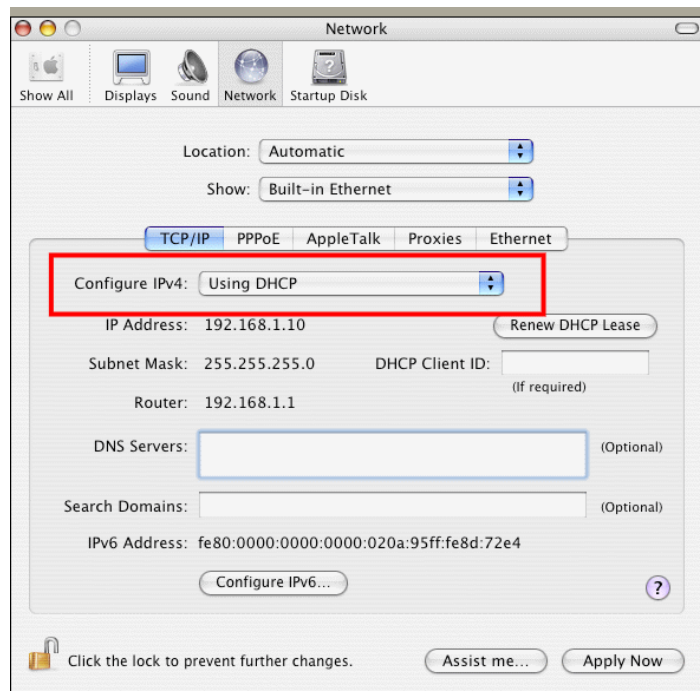 Network
Show All Displays Sound Network Startup Disk
Location: Automatic
Show: Built-in Ethernet
TCP/IP PPPoE AppleTalk Proxies Ethernet
Configure IPv4: Using DHCP
IP Address: 192.168.1.10 Renew DHCP Lease
Subnet Mask: 255.255.255.0 DHCP Client ID:
(If required)
Router: 192.168.1.1
DNS Servers: (Optional)
Search Domains: (Optional)
IPv6 Address: fe80:0000:0000:0000:020a:95ff:fe8d:72e4
Configure IPv6... ?
Click the lock to prevent further changes. Assist me... Apply Now